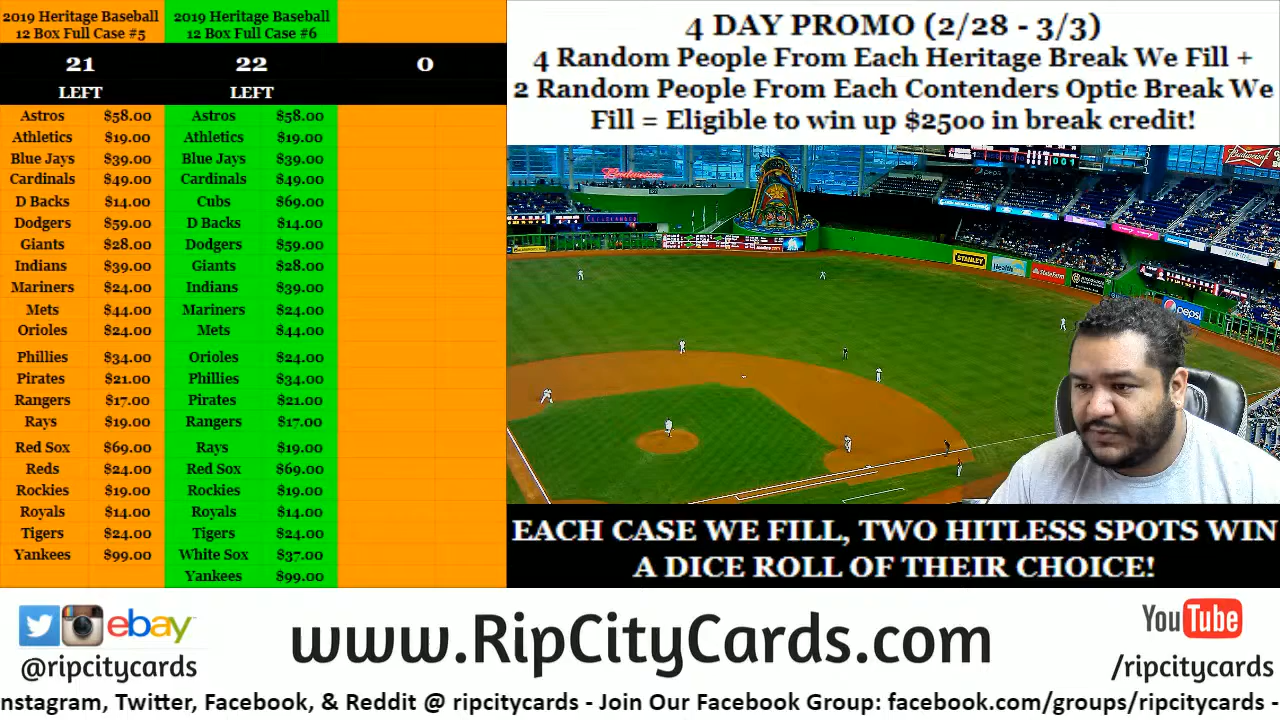 2019 Heritage Baseball
12 Box Full Case #5
21
LEFT
Astros $58.00
Athletics $19.00
Blue Jays $39.00
Cardinals $49.00
D Backs $14.00
Dodgers $59.00
Giants $28.00
Indians $39.00
Mariners $24.00
Mets $44.00
Orioles $24.00
Phillies $34.00
Pirates $21.00
Rangers $17.00
Rays $19.00
Red Sox $69.00
Reds $24.00
Rockies $19.00
Royals $14.00
Tigers $24.00
Yankees $99.00
2019 Heritage Baseball
12 Box Full Case #6
22
LEFT
Astros $58.00
Athletics $19.00
Blue Jays $39.00
Cardinals $49.00
Cubs $69.00
D Backs $14.00
Dodgers $59.00
Giants $28.00
Indians $39.00
Mariners $24.00
Mets $44.00
Orioles $24.00
Phillies $34.00
Pirates $21.00
Rangers $17.00
Rays $19.00
Red Sox $69.00
Rockies $19.00
Royals $14.00
Tigers $24.00
White Sox $37.00
Yankees $99.00
0
4 DAY PROMO (2/28 - 3/3)
4 Random People From Each Heritage Break We Fill +
2 Random People From Each Contenders Optic Break We
Fill = Eligible to win up $2500 in break credit!
Budweiser
Budweiser
pepsi
STANLEY
Health
StateFarm
pepsi
EACH CASE WE FILL, TWO HITLESS SPOTS WIN
A DICE ROLL OF THEIR CHOICE!
ebay
@ripcitycards
www.RipCityCards.com
YouTube
/ripcitycards
nstagram, Twitter, Facebook, & Reddit @ ripcitycards - Join Our Facebook Group: facebook.com/groups/ripcitycards -